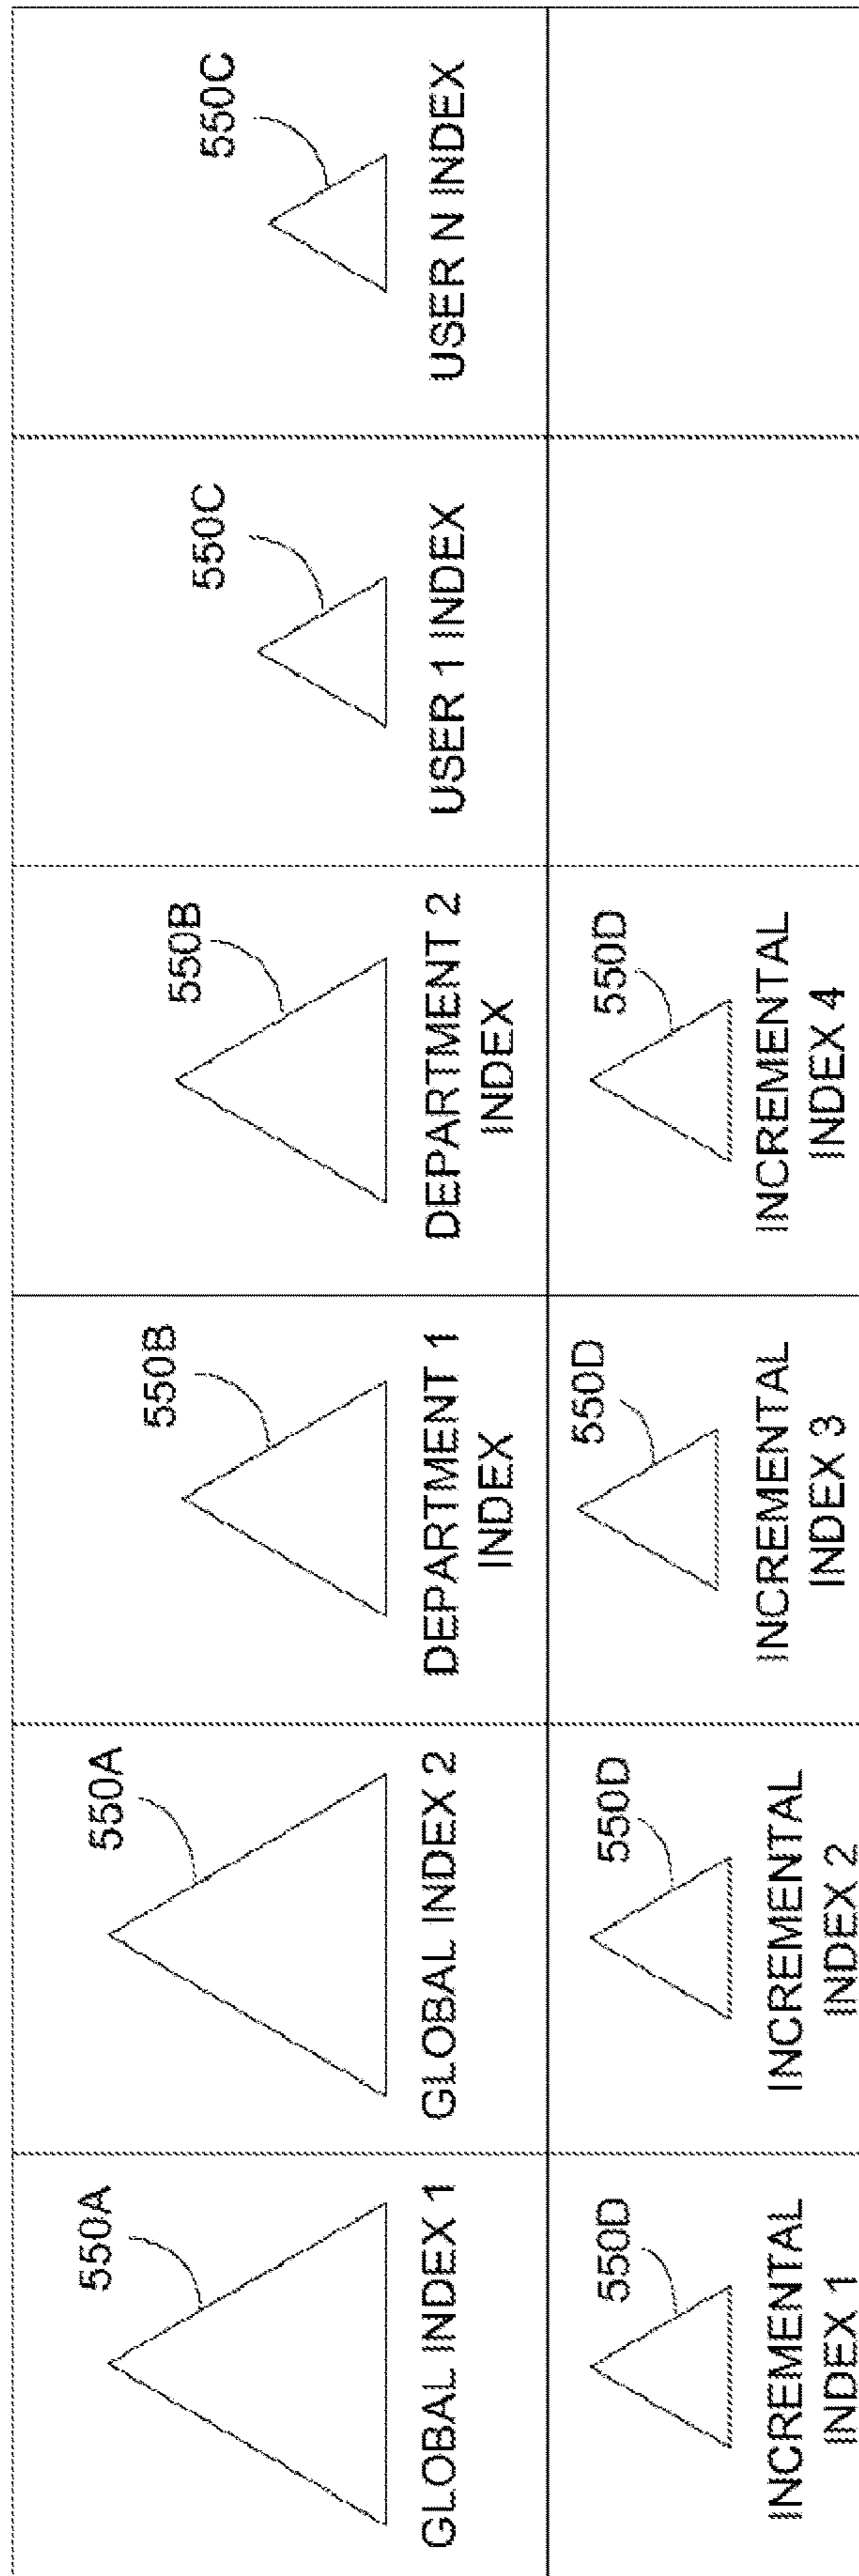 550A
GLOBAL INDEX 1
550A
GLOBAL INDEX 2
550B
DEPARTMENT 1
INDEX
550B
DEPARTMENT 2
INDEX
550C
USER 1 INDEX
550C
USER N INDEX
550D
INCREMENTAL
INDEX 1
550D
INCREMENTAL
INDEX 2
550D
INCREMENTAL
INDEX 3
550D
INCREMENTAL
INDEX 4